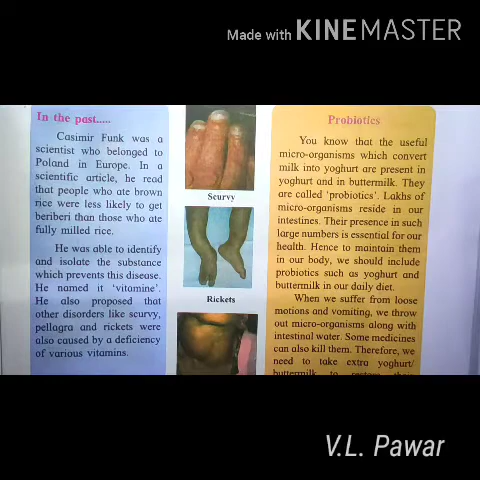 Made with KINEMASTER
In the past.....
Casimir Funk was a
scientist who belonged to
Poland in Europe. In a
scientific article, he read
that people who ate brown
rice were less likely to get
beriberi than those who ate
fully milled rice.
He was able to identify
and isolate the substance
which prevents this disease.
He named it ‘vitamine’.
He also proposed that
other disorders like scurvy,
pellagra and rickets were
also caused by a deficiency
of various vitamins.
Scurvy
Rickets
Probiotics
You know that the useful
micro-organisms which convert
milk into yoghurt are present in
yoghurt and in buttermilk. They
are called ‘probiotics’. Lakhs of
micro-organisms reside in our
intestines. Their presence in such
large numbers is essential for our
health. Hence to maintain them
in our body, we should include
probiotics such as yoghurt and
buttermilk in our daily diet.
When we suffer from loose
motions and vomiting, we throw
out micro-organisms along with
intestinal water. Some medicines
can also kill them. Therefore, we
need to take extra yoghurt/
buttermilk to restore their
V.L. Pawar